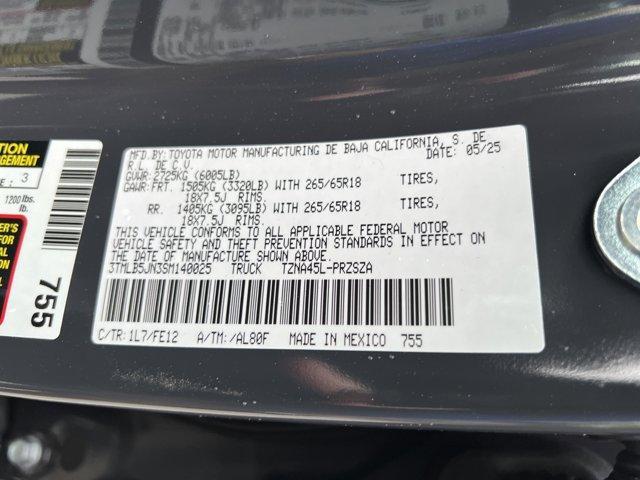 MFD.BY: TOYOTA MOTOR MANUFACTURING DE BAJA CALIFORNIA, S. DE
R.L. DE C.V. DATE: 05/25
GVWR: 2725KG (6005LB)
GAWR:FRT. 1505KG (3320LB) WITH 265/65R18 TIRES,
18X7.5J RIMS.
RR. 1405KG (3095LB) WITH 265/65R18 TIRES,
18X7.5J RIMS.
THIS VEHICLE CONFORMS TO ALL APPLICABLE FEDERAL MOTOR
VEHICLE SAFETY AND THEFT PREVENTION STANDARDS IN EFFECT ON
THE DATE OF MANUFACTURE SHOWN ABOVE.
3TMLB5JN3SM140025 TRUCK TZNA45L-PRZSZA
C/TR: 1L7/FE12 A/TM: /AL80F MADE IN MEXICO 755
3
1200 lbs.
lb.
755